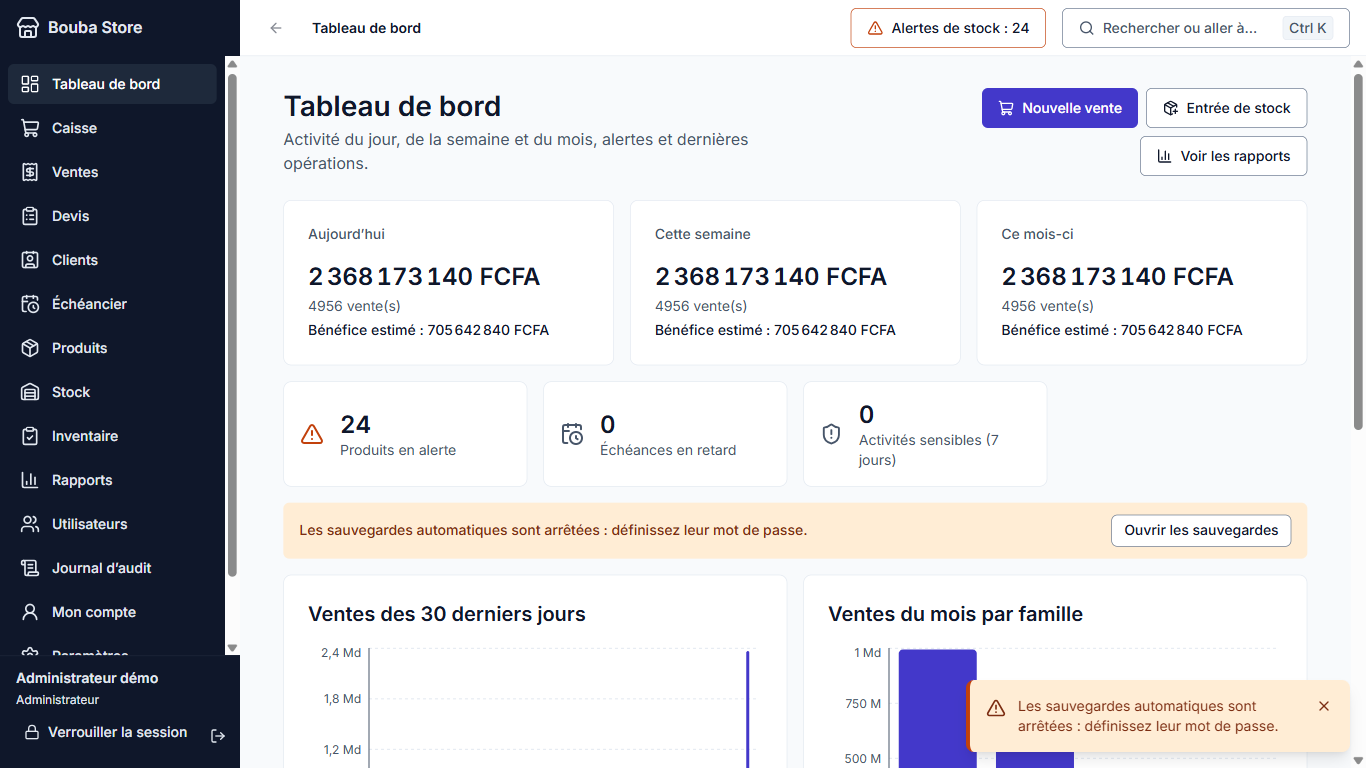 Bouba Store
Tableau de bord
Alertes de stock : 24
Rechercher ou aller à…
Ctrl K
Tableau de bord
Caisse
Ventes
Devis
Clients
Échéancier
Produits
Stock
Inventaire
Rapports
Utilisateurs
Journal d’audit
Mon compte
Paramètres
Administrateur démo
Administrateur
Verrouiller la session
Tableau de bord
Activité du jour, de la semaine et du mois, alertes et dernières
opérations.
Nouvelle vente
Entrée de stock
Voir les rapports
Aujourd’hui
2 368 173 140 FCFA
4956 vente(s)
Bénéfice estimé : 705 642 840 FCFA
Cette semaine
2 368 173 140 FCFA
4956 vente(s)
Bénéfice estimé : 705 642 840 FCFA
Ce mois-ci
2 368 173 140 FCFA
4956 vente(s)
Bénéfice estimé : 705 642 840 FCFA
24
Produits en alerte
0
Échéances en retard
0
Activités sensibles (7
jours)
Les sauvegardes automatiques sont arrêtées : définissez leur mot de passe.
Ouvrir les sauvegardes
Ventes des 30 derniers jours
2,4 Md
1,8 Md
1,2 Md
Ventes du mois par famille
1 Md
750 M
500 M
Les sauvegardes automatiques sont
arrêtées : définissez leur mot de passe.